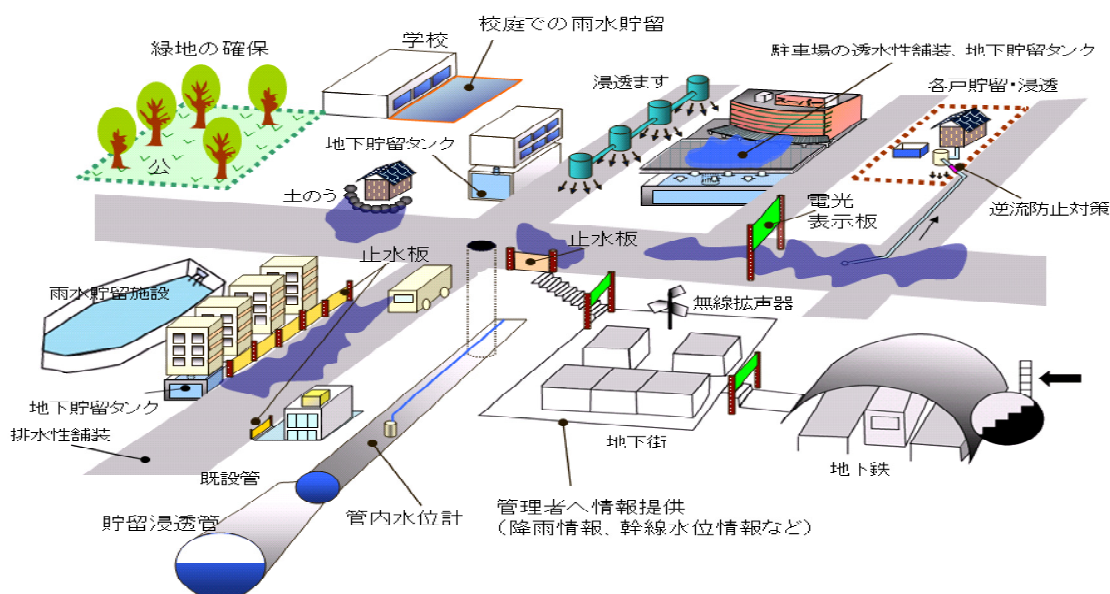 校庭での雨水貯留
学校
緑地の確保
駐車場の透水性舗装、地下貯留タンク
浸透ます
各戸貯留・浸透
地下貯留タンク
公
土のう
電光
表示板
逆流防止対策
止水板
止水板
雨水貯留施設
無線拡声器
地下貯留タンク
排水性舗装
地下街
地下鉄
既設管
管内水位計
管理者へ情報提供
(降雨情報、幹線水位情報など)
貯留浸透管